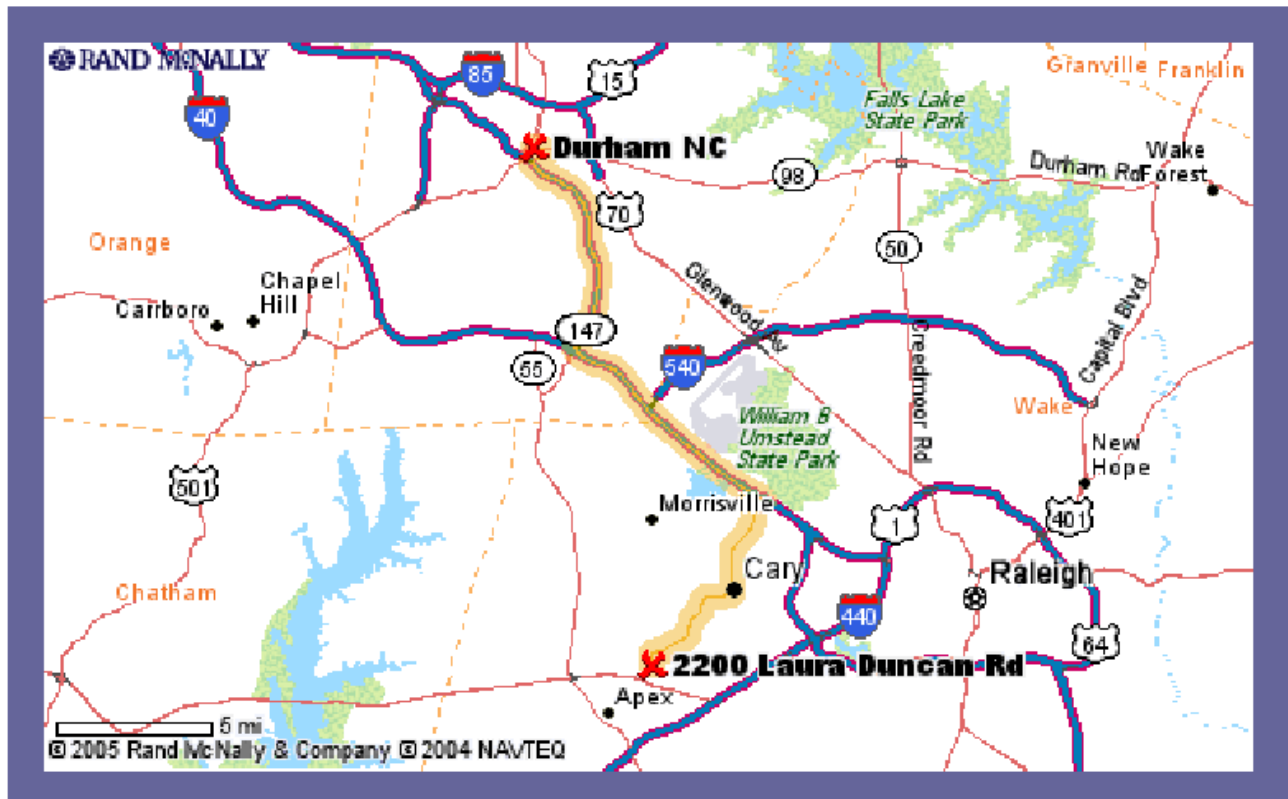 RAND MCNALLY
85
15
Granville Franklin
40
Falls Lake
State Park
Durham NC
Durham Rd
Wake
Forest
98
70
50
Orange
Glenwood Av
Chapel
Hill
Carrboro
147
Creedmoor Rd
Capital Blvd
55
540
Wake
William B
Umstead
State Park
New
Hope
501
Morrisville
1
401
Cary
Raleigh
Chatham
440
64
2200 Laura Duncan Rd
Apex
5 mi
© 2005 Rand McNally & Company © 2004 NAVTEQ